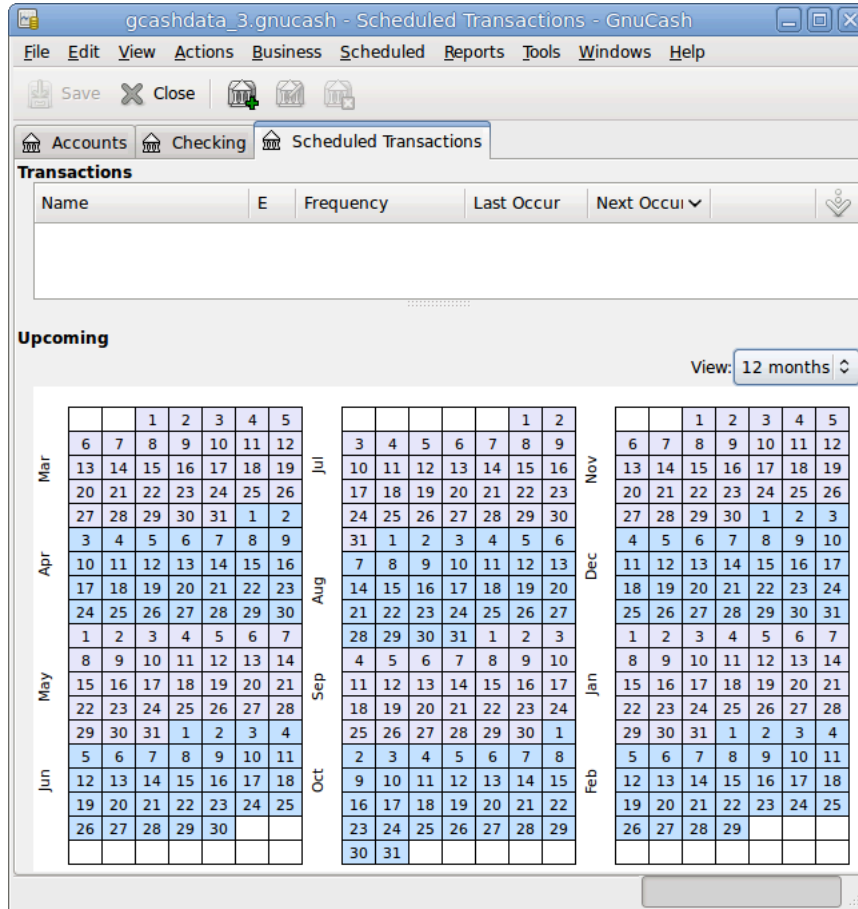 gcashdata_3.gnucash - Scheduled Transactions - GnuCash
File Edit View Actions Business Scheduled Reports Tools Windows Help
Save Close
Accounts Checking Scheduled Transactions
Transactions
Name E Frequency Last Occur Next Occur
Upcoming
View: 12 months
Mar
1 2 3 4 5
6 7 8 9 10 11 12
13 14 15 16 17 18 19
20 21 22 23 24 25 26
27 28 29 30 31 1 2
Apr
3 4 5 6 7 8 9
10 11 12 13 14 15 16
17 18 19 20 21 22 23
24 25 26 27 28 29 30
May
1 2 3 4 5 6 7
8 9 10 11 12 13 14
15 16 17 18 19 20 21
22 23 24 25 26 27 28
29 30 31 1 2 3 4
Jun
5 6 7 8 9 10 11
12 13 14 15 16 17 18
19 20 21 22 23 24 25
26 27 28 29 30
Jul
1 2
3 4 5 6 7 8 9
10 11 12 13 14 15 16
17 18 19 20 21 22 23
24 25 26 27 28 29 30
31 1 2 3 4 5 6
Aug
7 8 9 10 11 12 13
14 15 16 17 18 19 20
21 22 23 24 25 26 27
28 29 30 31 1 2 3
Sep
4 5 6 7 8 9 10
11 12 13 14 15 16 17
18 19 20 21 22 23 24
25 26 27 28 29 30 1
Oct
2 3 4 5 6 7 8
9 10 11 12 13 14 15
16 17 18 19 20 21 22
23 24 25 26 27 28 29
30 31
Nov
1 2 3 4 5
6 7 8 9 10 11 12
13 14 15 16 17 18 19
20 21 22 23 24 25 26
27 28 29 30 1 2 3
Dec
4 5 6 7 8 9 10
11 12 13 14 15 16 17
18 19 20 21 22 23 24
25 26 27 28 29 30 31
Jan
1 2 3 4 5 6 7
8 9 10 11 12 13 14
15 16 17 18 19 20 21
22 23 24 25 26 27 28
29 30 31 1 2 3 4
Feb
5 6 7 8 9 10 11
12 13 14 15 16 17 18
19 20 21 22 23 24 25
26 27 28 29